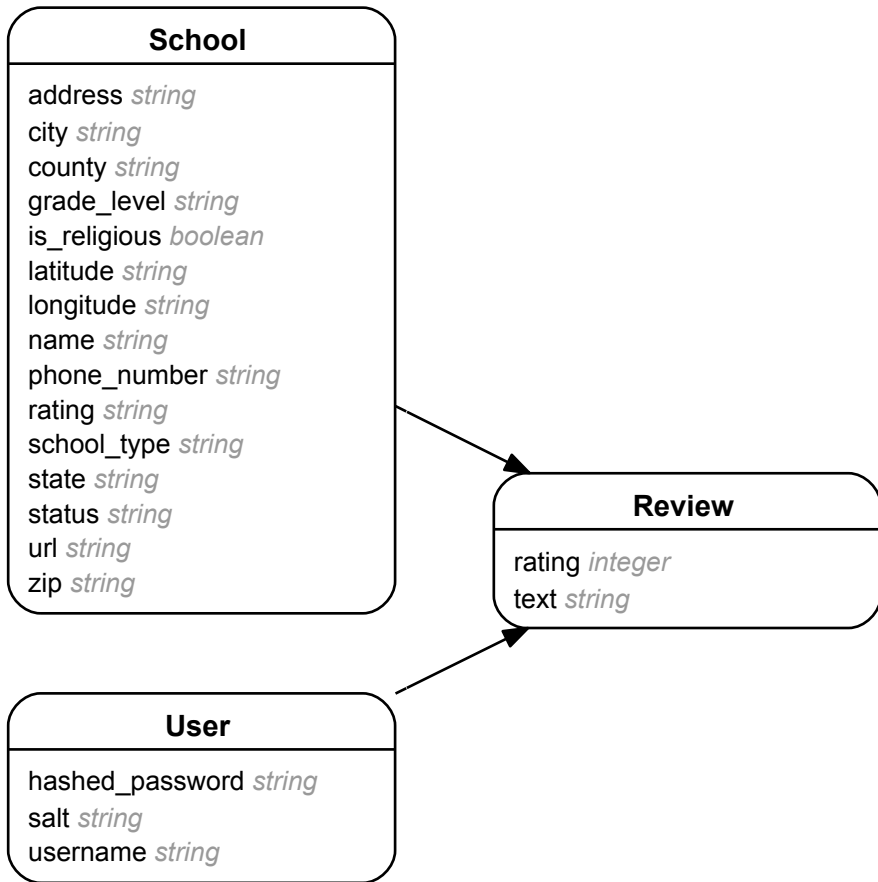 School
address string
city string
county string
grade_level string
is_religious boolean
latitude string
longitude string
name string
phone_number string
rating string
school_type string
state string
status string
url string
zip string
Review
rating integer
text string
User
hashed_password string
salt string
username string